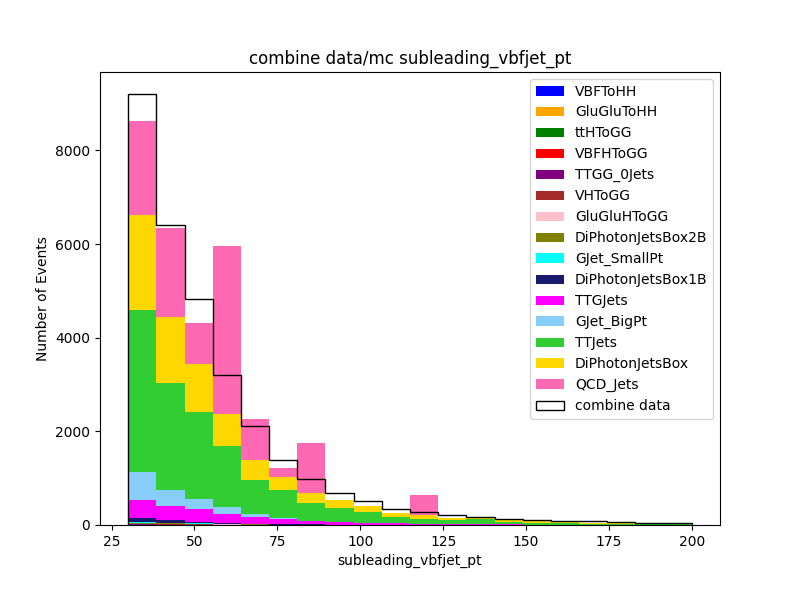 combine data/mc subleading_vbfjet_pt
VBFToHH
GluGluToHH
ttHToGG
VBFHToGG
TTGG_0Jets
VHToGG
GluGluHToGG
DiPhotonJetsBox2B
GJet_SmallPt
DiPhotonJetsBox1B
TTGJets
GJet_BigPt
TTJets
DiPhotonJetsBox
QCD_Jets
combine data
Number of Events
8000
6000
4000
2000
0
25 50 75 100 125 150 175 200
subleading_vbfjet_pt